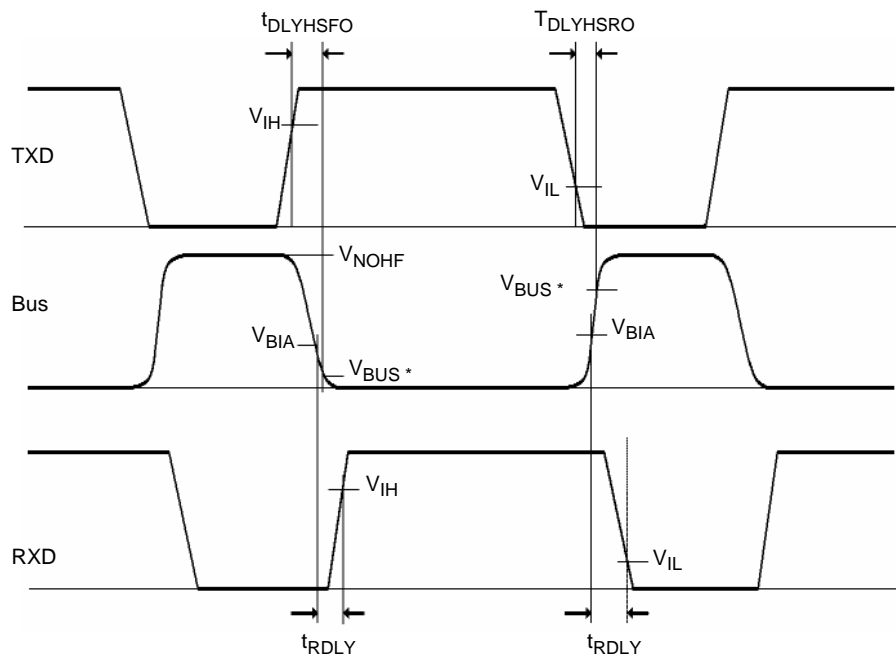 tDLYHSFO
TDLYHSRO
VIH
TXD
VIL
VNOHF
Bus
VBUS *
VBIA
VBIA
VBUS *
VIH
RXD
VIL
tRDLY
tRDLY